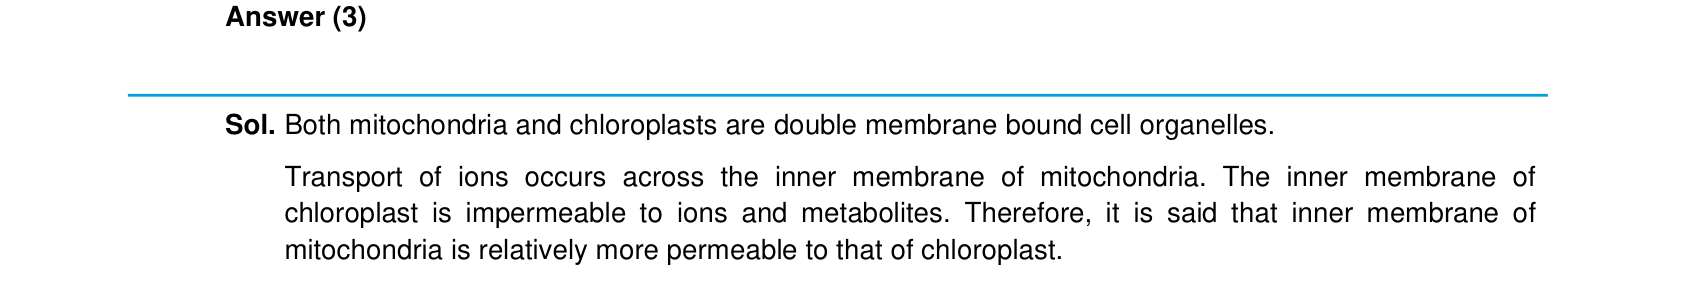 Answer (3)
Sol. Both mitochondria and chloroplasts are double membrane bound cell organelles.
Transport of ions occurs across the inner membrane of mitochondria. The inner membrane of
chloroplast is impermeable to ions and metabolites. Therefore, it is said that inner membrane of
mitochondria is relatively more permeable to that of chloroplast.